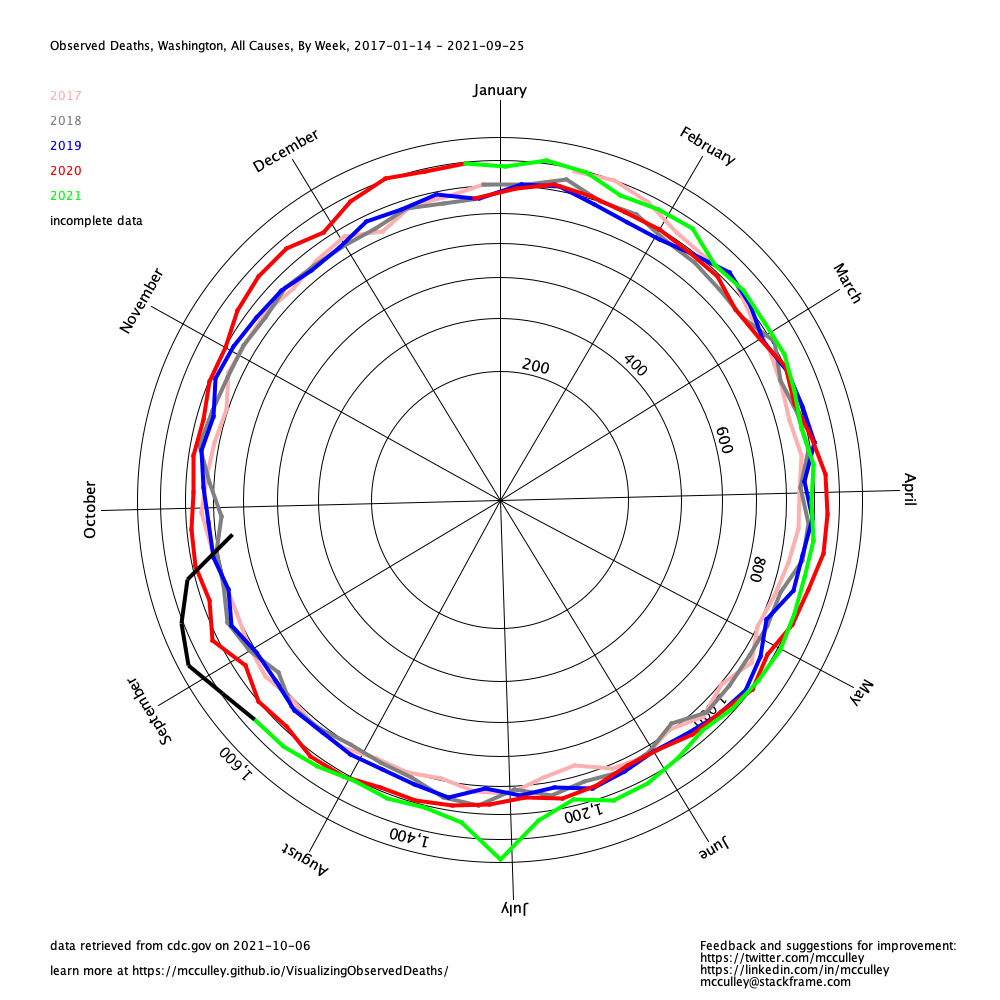 Observed Deaths, Washington, All Causes, By Week, 2017-01-14 - 2021-09-25
2017
2018
2019
2020
2021
incomplete data
January
February
March
April
May
June
July
August
September
October
November
December
200
400
600
800
1,200
1,400
1,600
data retrieved from cdc.gov on 2021-10-06
learn more at https://mcculley.github.io/VisualizingObservedDeaths/
Feedback and suggestions for improvement:
https://twitter.com/mcculley
https://linkedin.com/in/mcculley
mcculley@stackframe.com